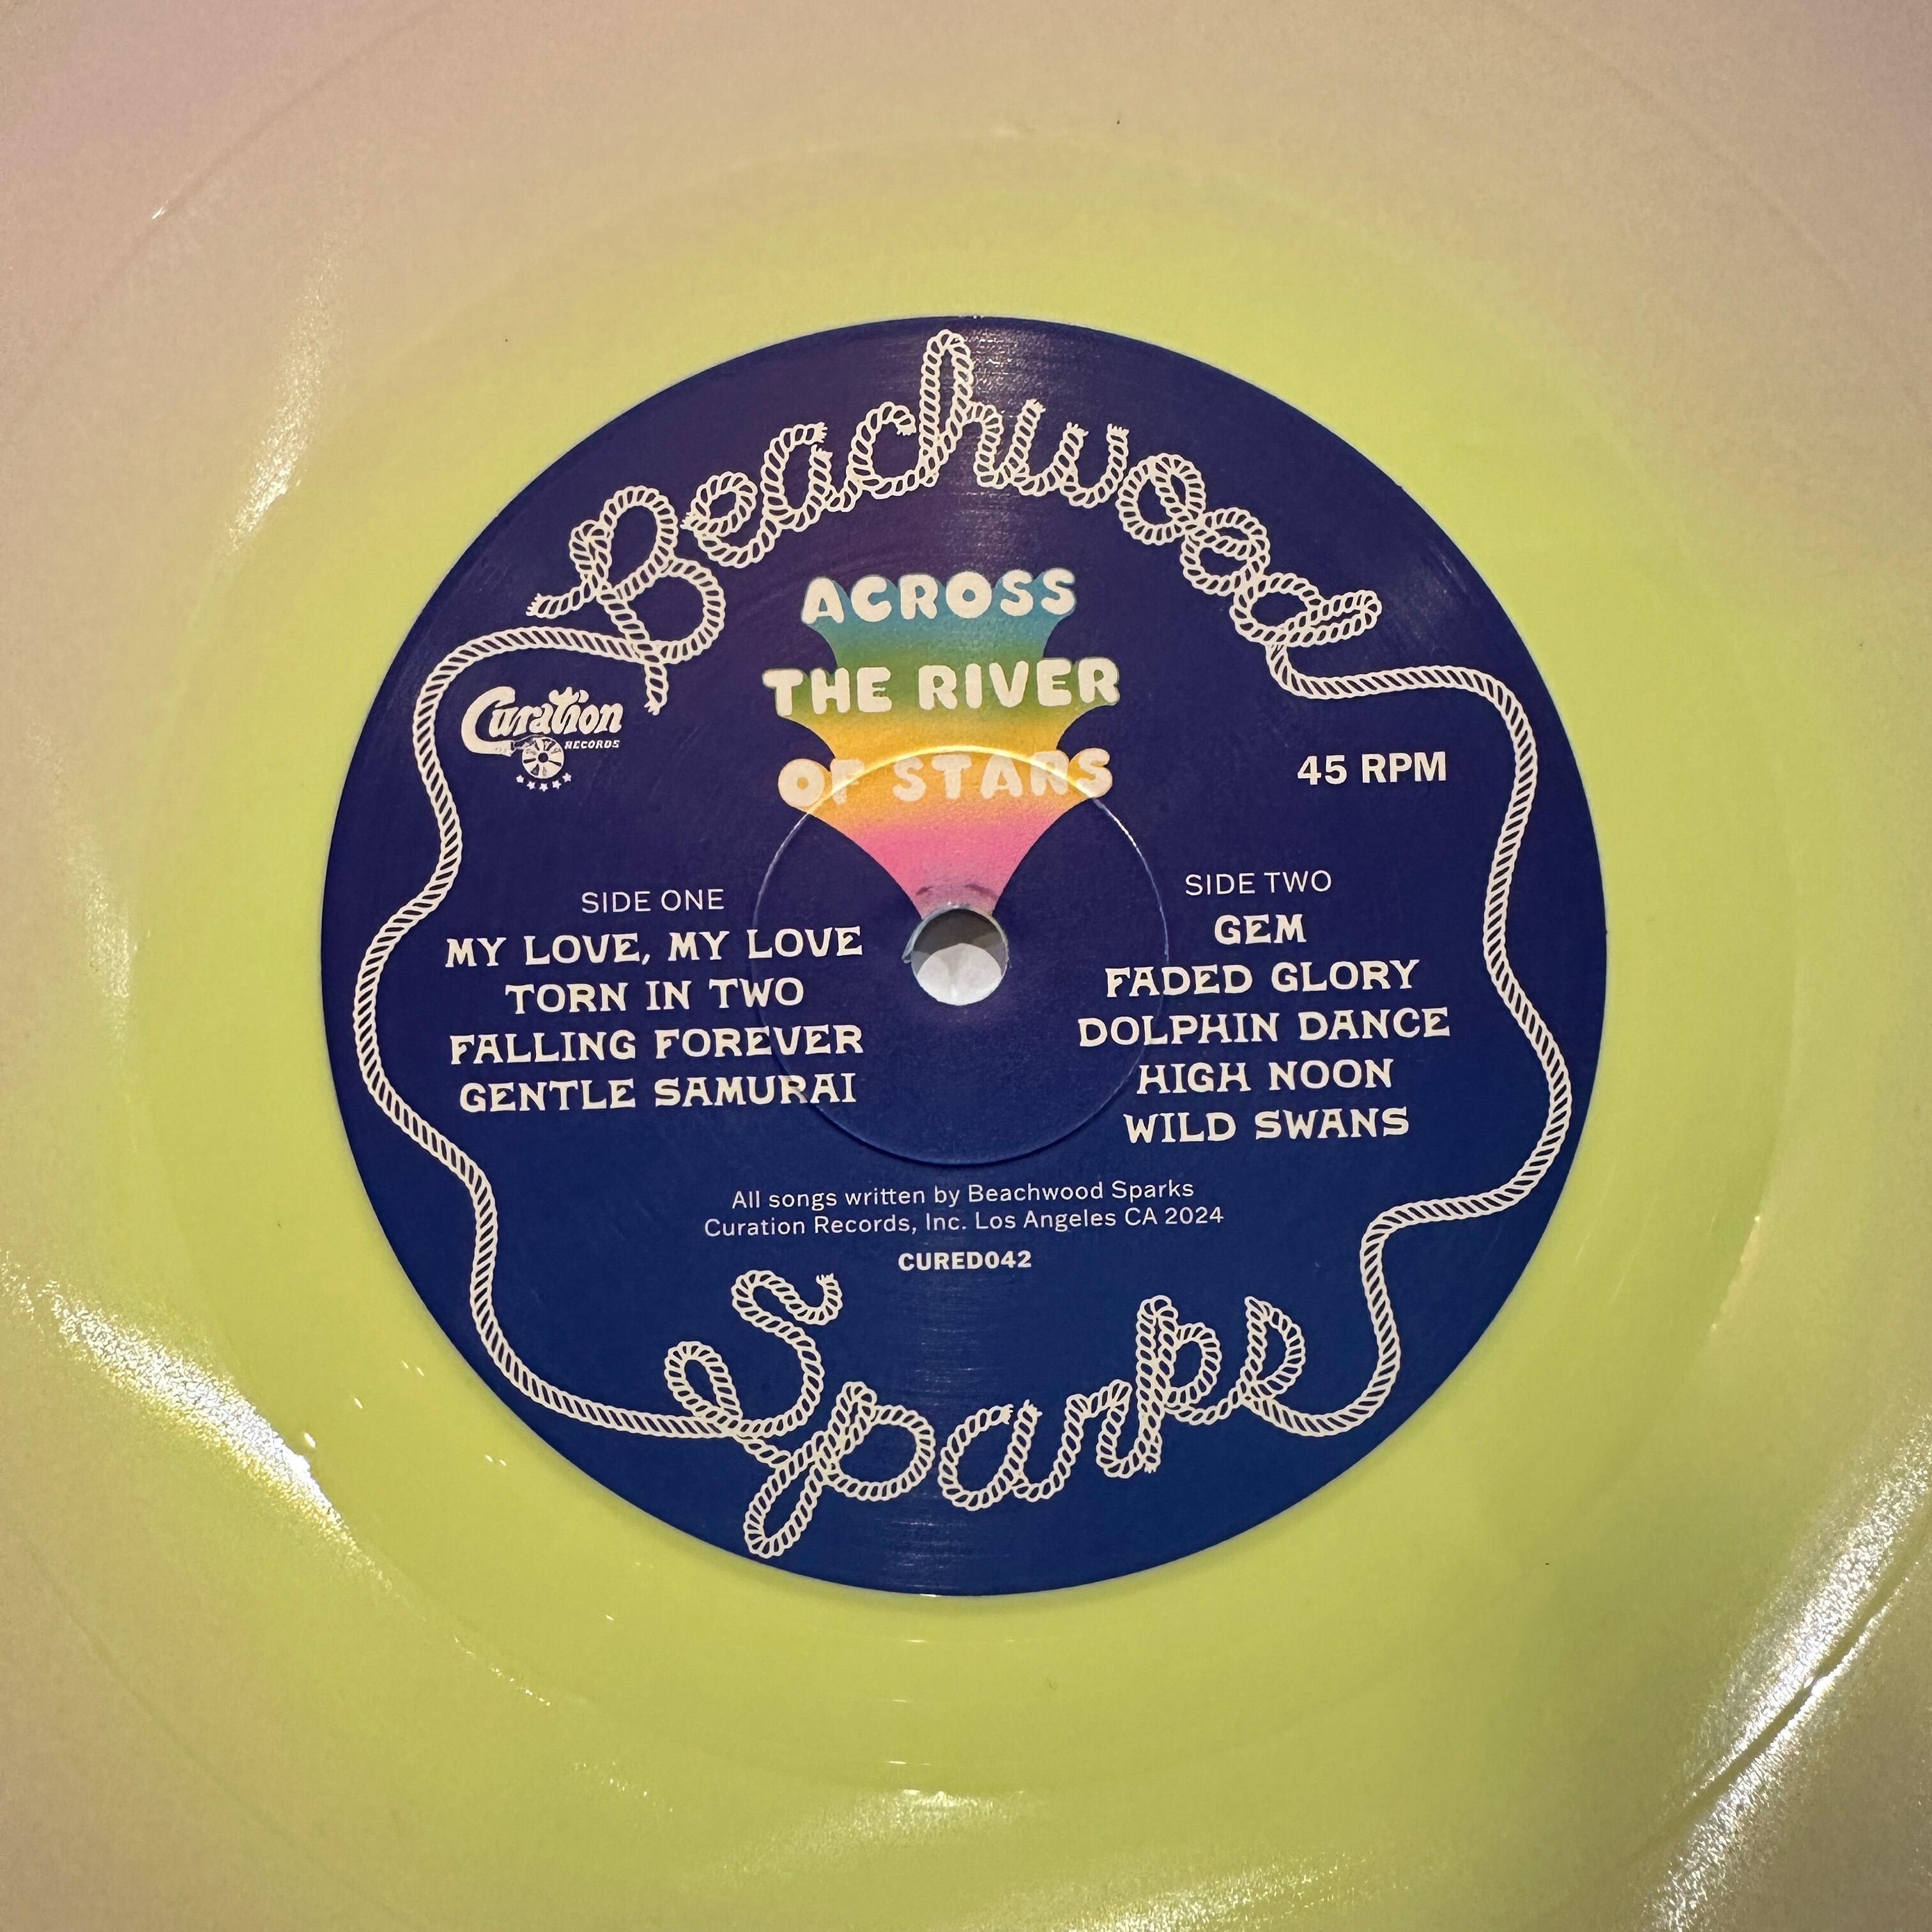 Beachwood
ACROSS
THE RIVER
OF STARS
Curation
RECORDS
45 RPM
SIDE ONE
MY LOVE, MY LOVE
TORN IN TWO
FALLING FOREVER
GENTLE SAMURAI
SIDE TWO
GEM
FADED GLORY
DOLPHIN DANCE
HIGH NOON
WILD SWANS
All songs written by Beachwood Sparks
Curation Records, Inc. Los Angeles CA 2024
CURED042
Sparks